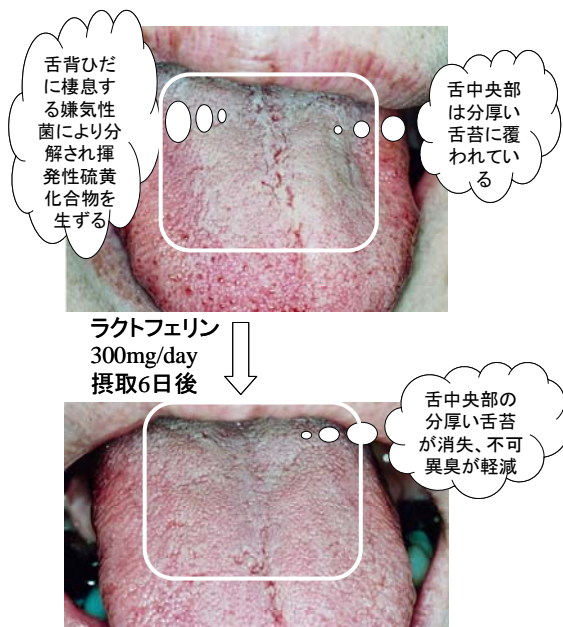 舌背ひだ
に棲息す
る嫌気性
菌により分
解され揮
発性硫黄
化合物を
生ずる
舌中央部
は分厚い
舌苔に覆
われてい
る
ラクトフェリン
300mg/day
摂取6日後
舌中央部の
分厚い舌苔
が消失、不可
異臭が軽減